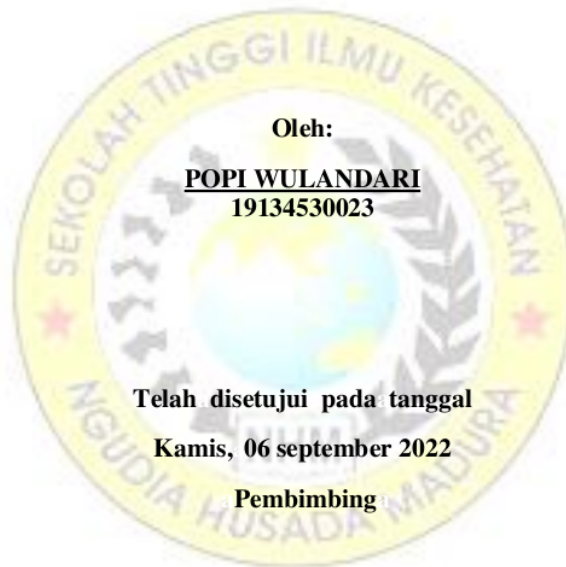 SEKOLAH TINGGI ILMU KESEHATAN
Oleh:
POPI WULANDARI
19134530023
Telah disetujui pada tanggal
Kamis, 06 september 2022
Pembimbing
NHM
NGUDIA HUSADA MADURA